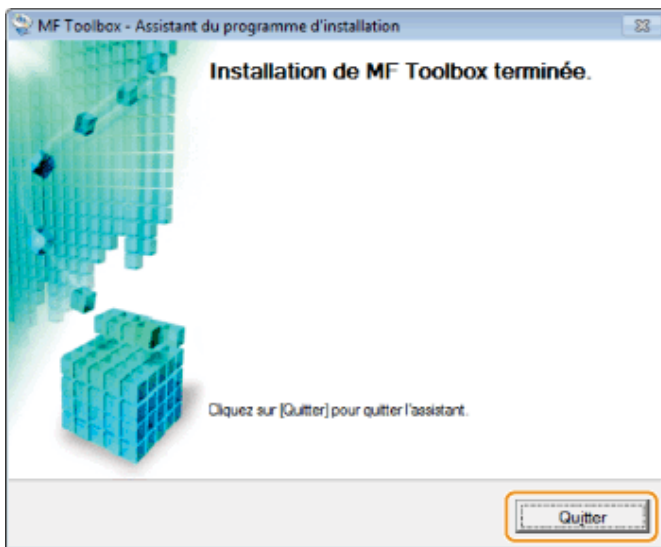 MF Toolbox - Assistant du programme d'installation
Installation de MF Toolbox terminée.
Cliquez sur [Quitter] pour quitter l'assistant.
Quitter